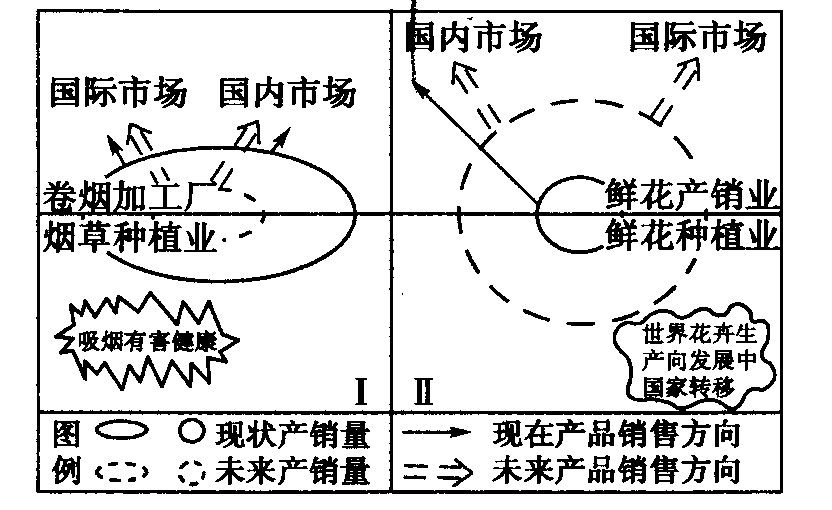 国际市场 国内市场
卷烟加工厂
烟草种植业
吸烟有害健康
I
国内市场 国际市场
鲜花产销业
鲜花种植业
世界花卉生
产向发展中
国家转移
II
图 现状产销量 现在产品销售方向
例 未来产销量 未来产品销售方向